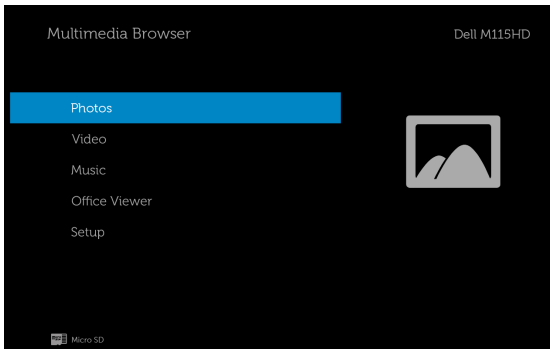 Multimedia Browser
Dell M115HD
Photos
Video
Music
Office Viewer
Setup
Micro SD